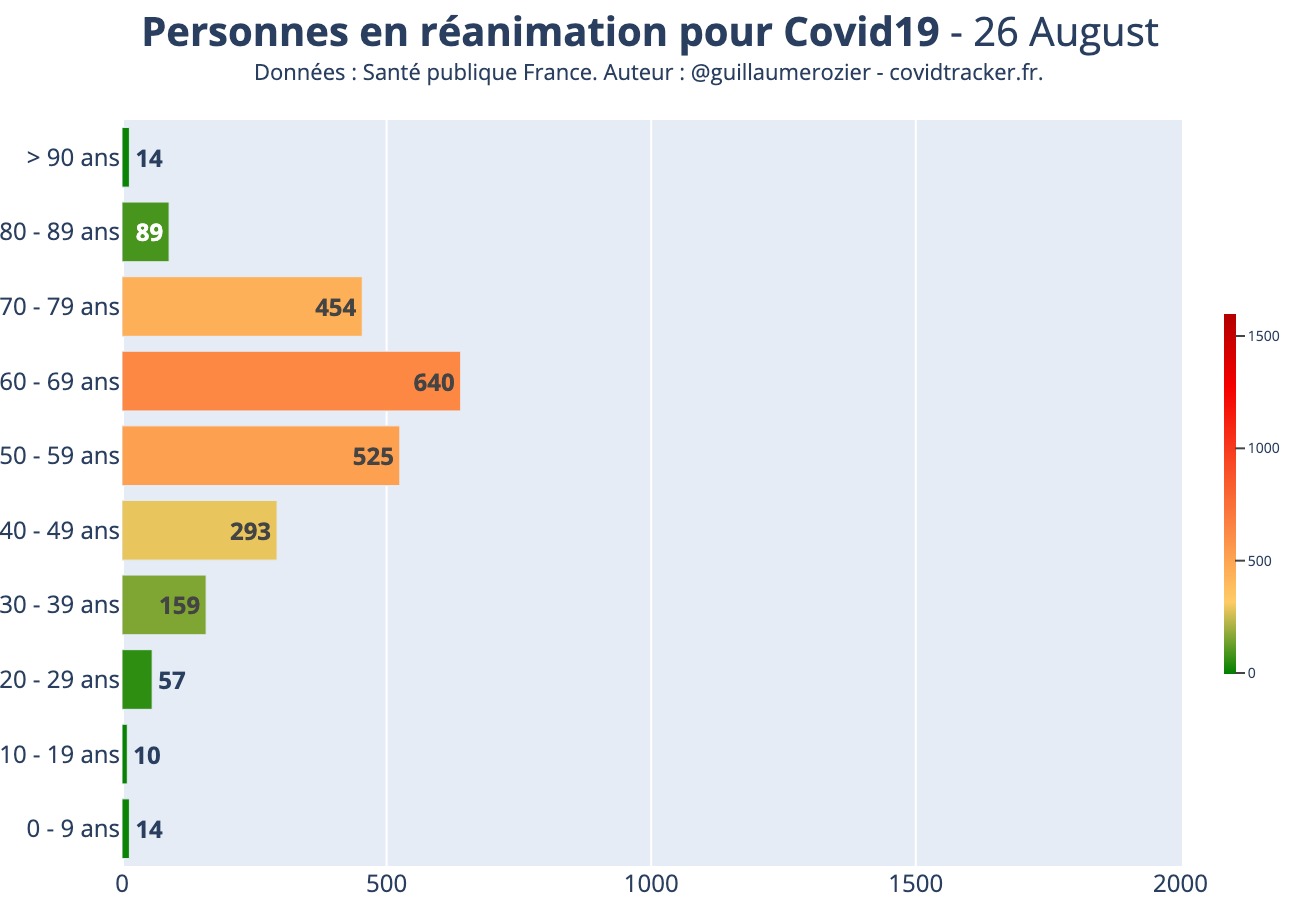 Personnes en réanimation pour Covid19 - 26 August
Données : Santé publique France. Auteur : @guillaumerozier - covidtracker.fr.
> 90 ans 14
80 - 89 ans 89
70 - 79 ans 454
60 - 69 ans 640
50 - 59 ans 525
40 - 49 ans 293
30 - 39 ans 159
20 - 29 ans 57
10 - 19 ans 10
0 - 9 ans 14
0 500 1000 1500 2000
1500
1000
500
0